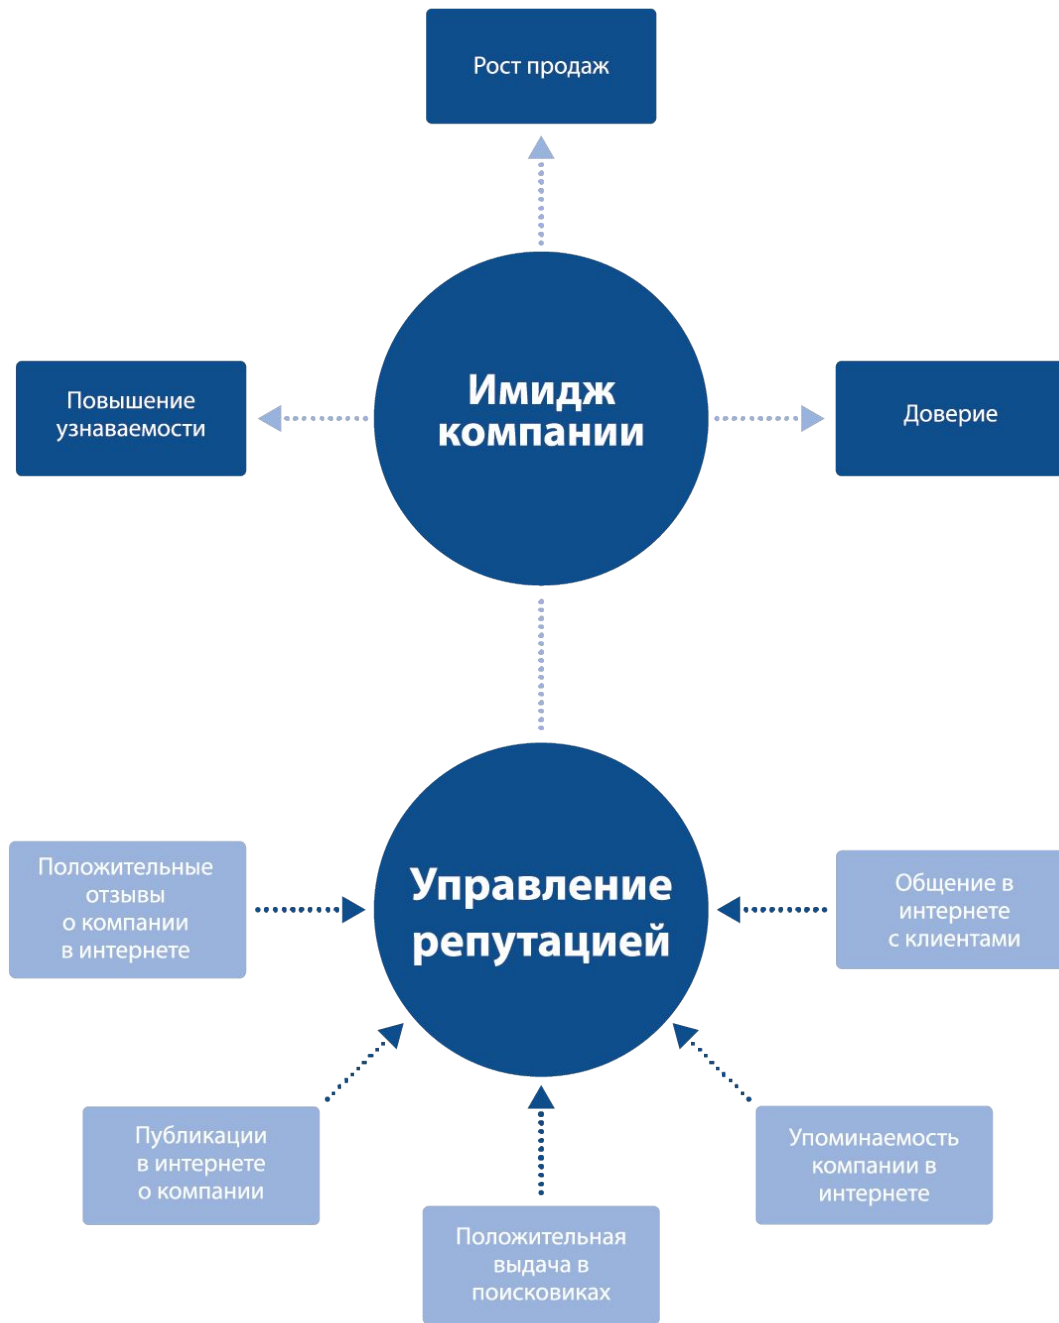 Рост продаж
Повышение
узнаваемости
Имидж
компании
Доверие
Управление
репутацией
Положительные
отзывы
о компании
в интернете
Общение в
интернете
с клиентами
Публикации
в интернете
о компании
Упоминаемость
компании в
интернете
Положительная
выдача в
поисковиках